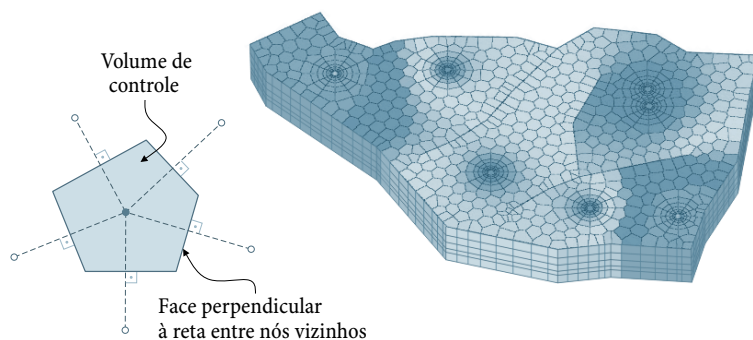 Volume de
controle
Face perpendicular
à reta entre nós vizinhos